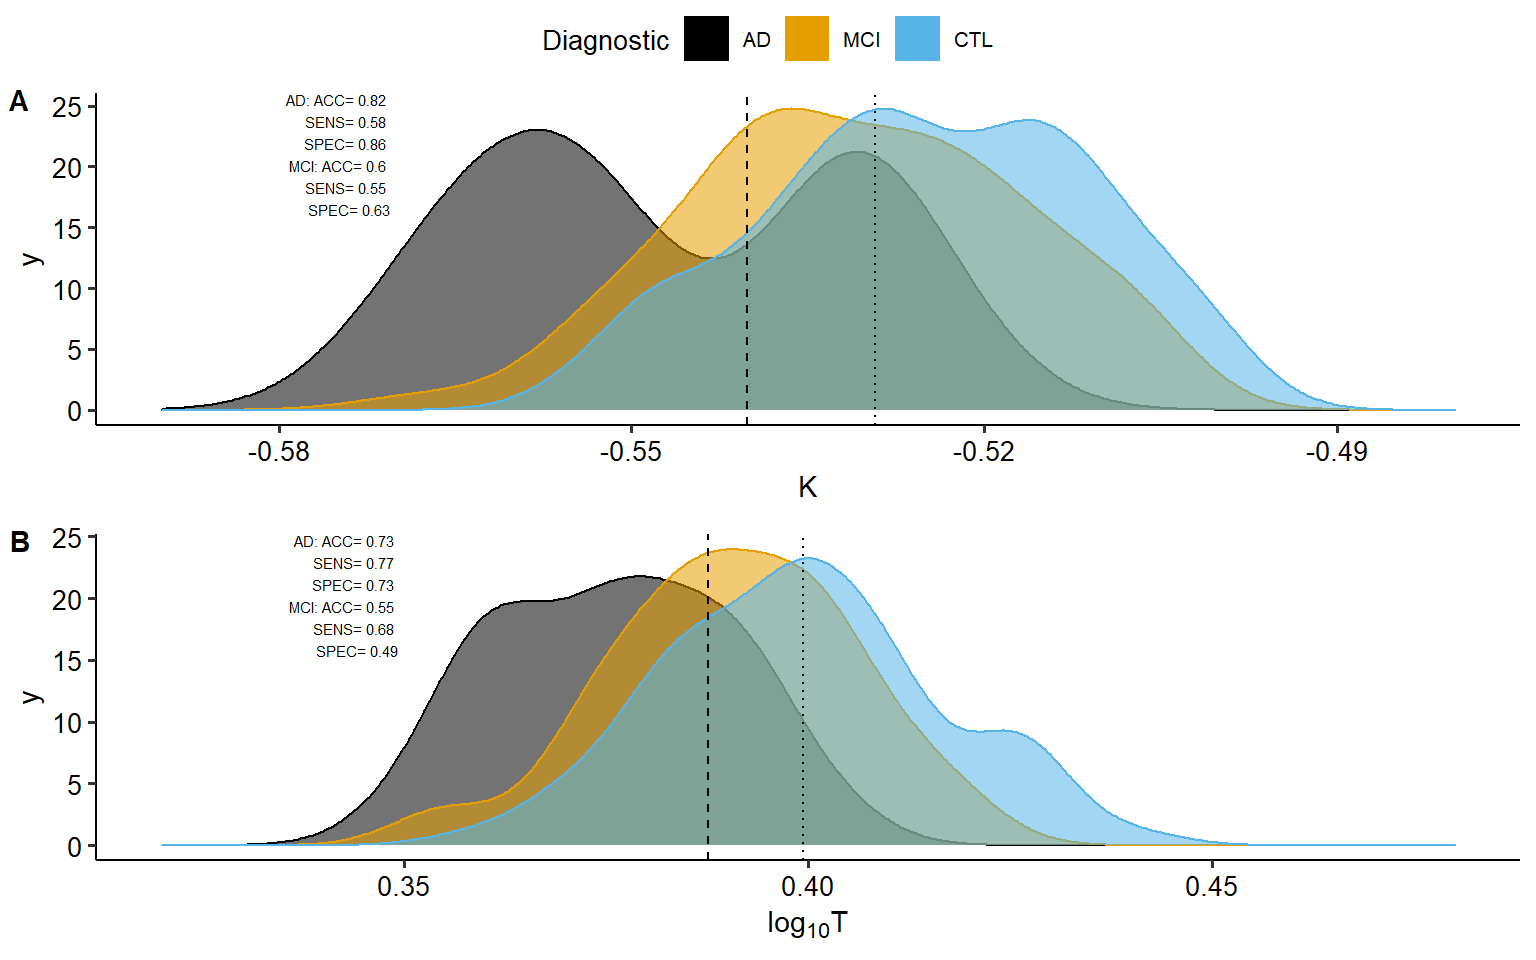 Diagnostic AD MCI CTL
A
AD: ACC= 0.82
SENS= 0.58
SPEC= 0.86
MCI: ACC= 0.6
SENS= 0.55
SPEC= 0.63
y
25
20
15
10
5
0
-0.58 -0.55 -0.52 -0.49
K
B
AD: ACC= 0.73
SENS= 0.77
SPEC= 0.73
MCI: ACC= 0.55
SENS= 0.68
SPEC= 0.49
y
25
20
15
10
5
0
0.35 0.40 0.45
log₁₀T